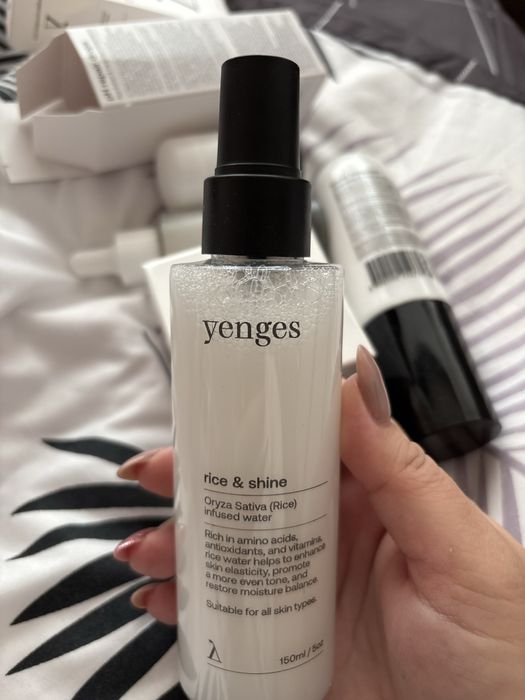 yenges
rice & shine
Oryza Sativa (Rice)
infused water
Rich in amino acids,
antioxidants, and vitamins,
rice water helps to enhance
skin elasticity, promote
a more even tone, and
restore moisture balance.
Suitable for all skin types.
150ml / 5oz